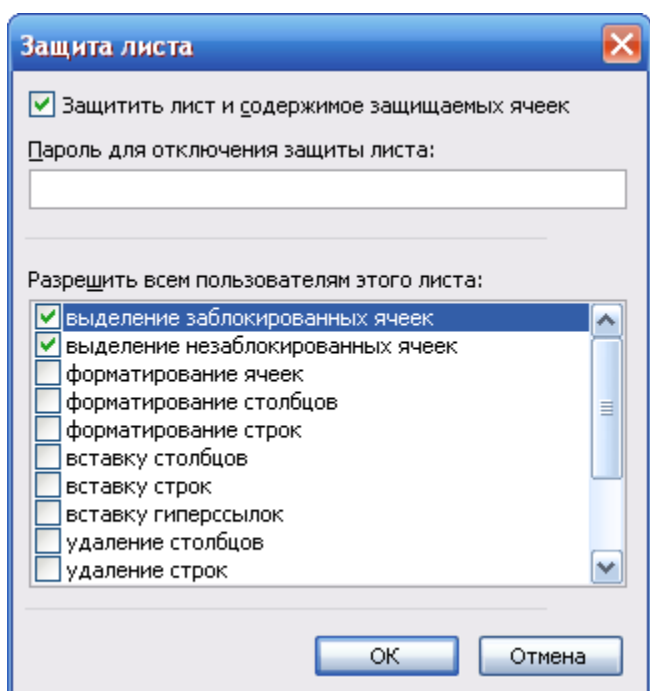 Защита листа
Защитить лист и содержимое защищаемых ячеек
Пароль для отключения защиты листа:
Разрешить всем пользователям этого листа:
выделение заблокированных ячеек
выделение незаблокированных ячеек
форматирование ячеек
форматирование столбцов
форматирование строк
вставку столбцов
вставку строк
вставку гиперссылок
удаление столбцов
удаление строк
ОК Отмена